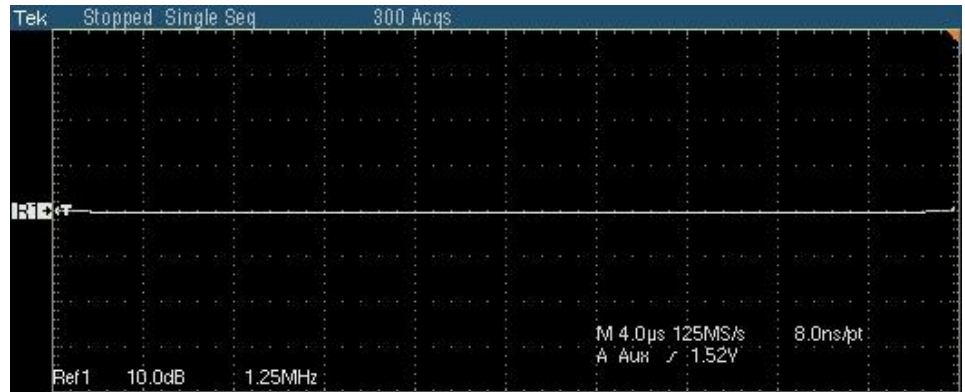 Tek Stopped Single Seq 300 Acqs
R1
T
M 4.0µs 125MS/s 8.0ns/pt
A Aux 1.52V
Ref1 10.0dB 1.25MHz